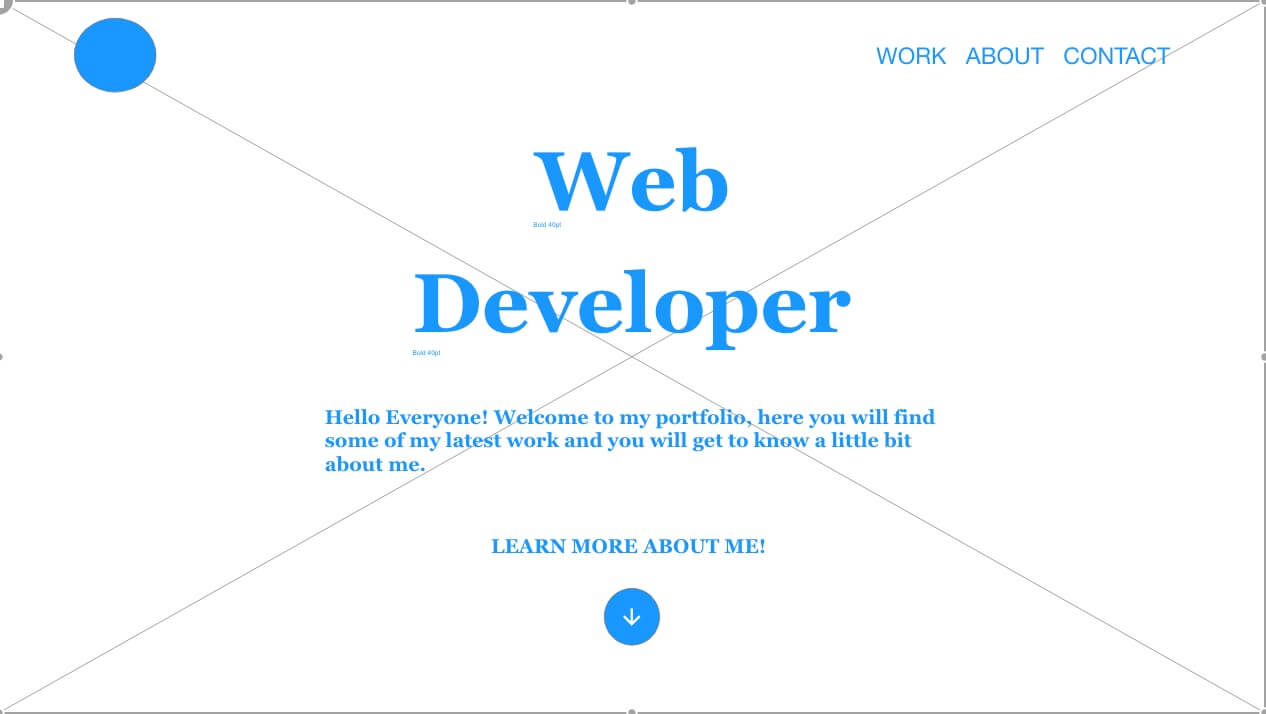 WORK ABOUT CONTACT
Web
Bold 40pt
Developer
Bold 40pt
Hello Everyone! Welcome to my portfolio, here you will find
some of my latest work and you will get to know a little bit
about me.
LEARN MORE ABOUT ME!